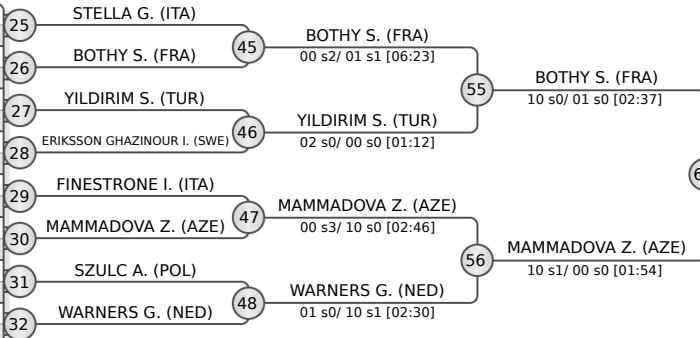 STELLA G. (ITA)
25
45
BOTHY S. (FRA)
00 s2/ 01 s1 [06:23]
BOTHY S. (FRA)
26
55
BOTHY S. (FRA)
10 s0/ 01 s0 [02:37]
YILDIRIM S. (TUR)
27
46
YILDIRIM S. (TUR)
02 s0/ 00 s0 [01:12]
ERIKSSON GHAZINOUR I. (SWE)
28
FINESTRONE I. (ITA)
29
47
MAMMADOVA Z. (AZE)
00 s3/ 10 s0 [02:46]
MAMMADOVA Z. (AZE)
30
56
MAMMADOVA Z. (AZE)
10 s1/ 00 s0 [01:54]
SZULC A. (POL)
31
48
WARNERS G. (NED)
01 s0/ 10 s1 [02:30]
WARNERS G. (NED)
32